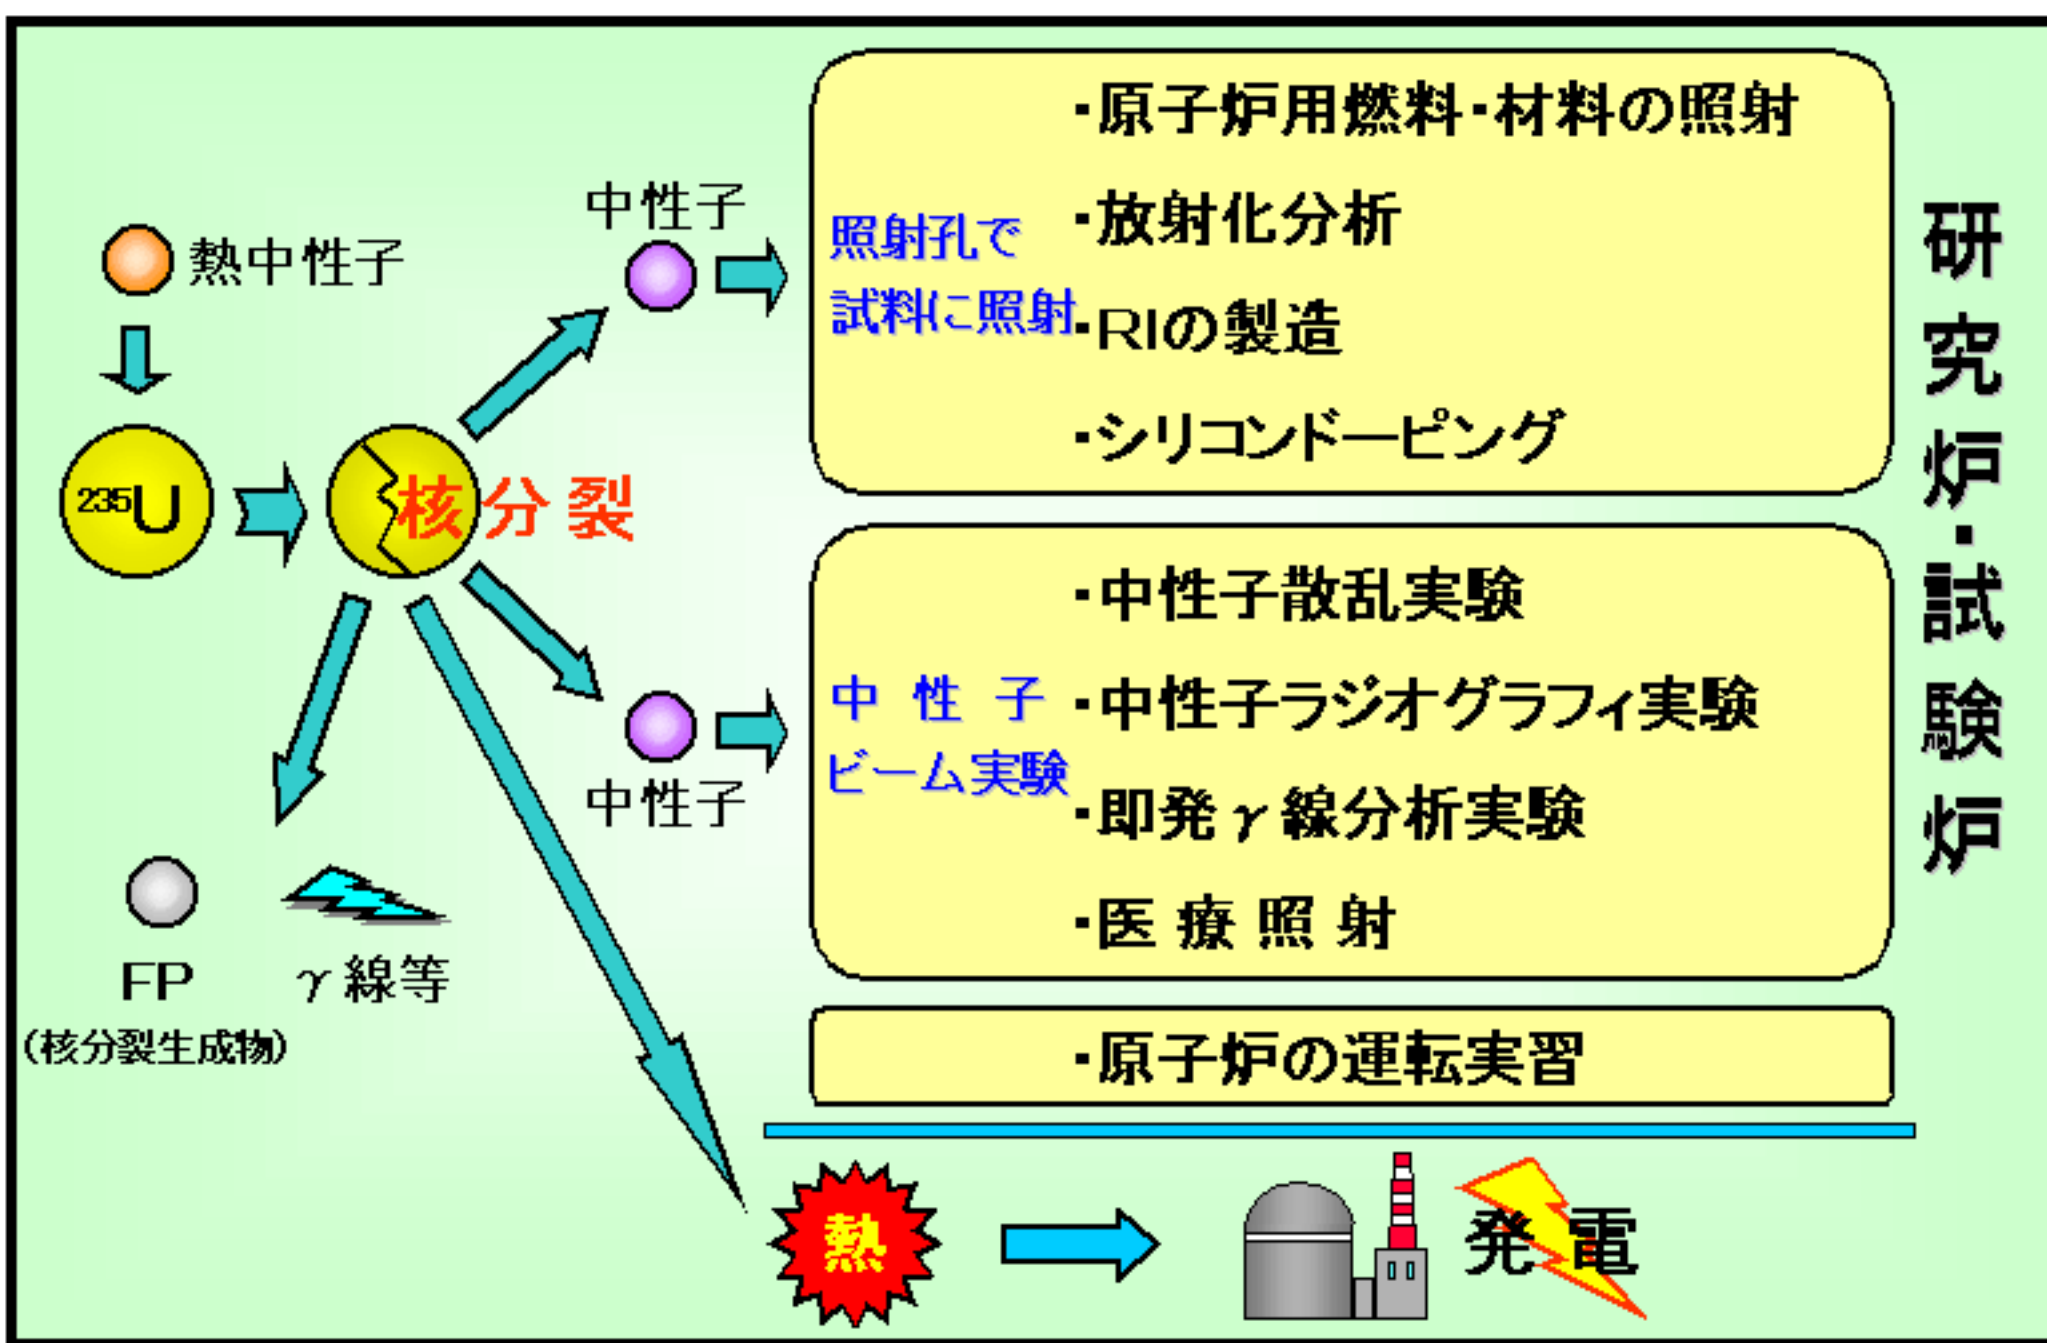 熱中性子
235U
核分裂
中性子
中性子
FP
(核分裂生成物)
γ線等
照射孔で
試料に照射
・原子炉用燃料・材料の照射
・放射化分析
・RIの製造
・シリコンドーピング
中性子
ビーム実験
・中性子散乱実験
・中性子ラジオグラフィ実験
・即発γ線分析実験
・医療照射
・原子炉の運転実習
研究炉・試験炉
熱
発電